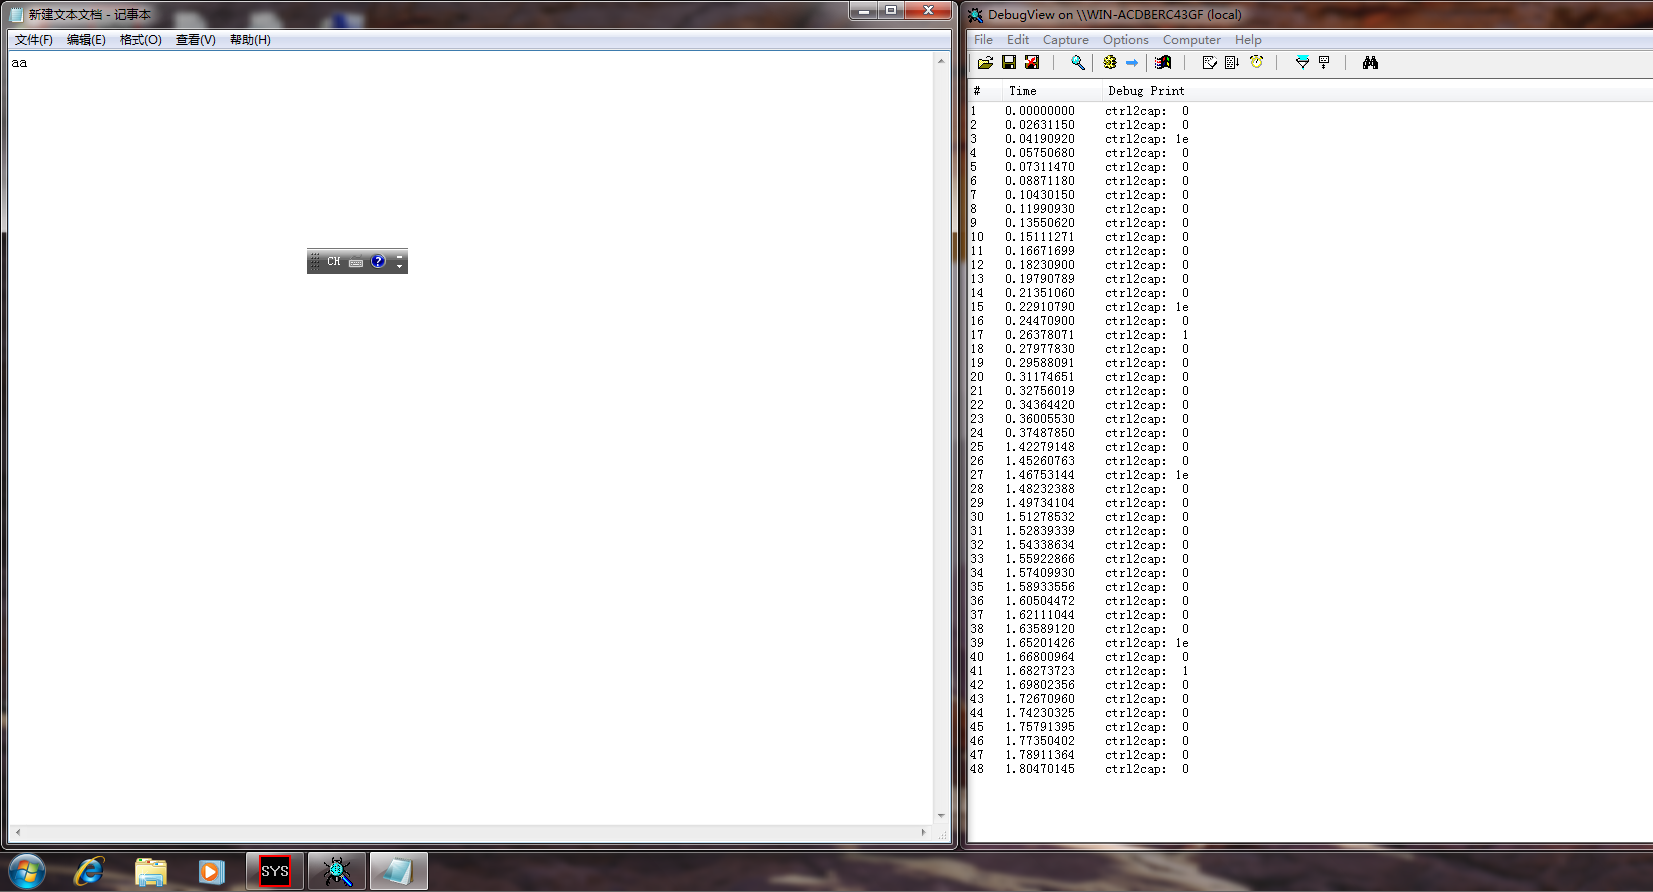 新建文本文档 - 记事本
文件(F) 编辑(E) 格式(O) 查看(V) 帮助(H)
aa
CH
DebugView on \\WIN-ACDBERC43GF (local)
File Edit Capture Options Computer Help
# Time Debug Print
1 0.00000000 ctrl2cap: 0
2 0.02631150 ctrl2cap: 0
3 0.04190920 ctrl2cap: 1e
4 0.05750680 ctrl2cap: 0
5 0.07311470 ctrl2cap: 0
6 0.08871180 ctrl2cap: 0
7 0.10430150 ctrl2cap: 0
8 0.11990930 ctrl2cap: 0
9 0.13550620 ctrl2cap: 0
10 0.15111271 ctrl2cap: 0
11 0.16671699 ctrl2cap: 0
12 0.18230900 ctrl2cap: 0
13 0.19790789 ctrl2cap: 0
14 0.21351060 ctrl2cap: 0
15 0.22910790 ctrl2cap: 1e
16 0.24470900 ctrl2cap: 0
17 0.26378071 ctrl2cap: 1
18 0.27977830 ctrl2cap: 0
19 0.29588091 ctrl2cap: 0
20 0.31174651 ctrl2cap: 0
21 0.32756019 ctrl2cap: 0
22 0.34364420 ctrl2cap: 0
23 0.36005530 ctrl2cap: 0
24 0.37487850 ctrl2cap: 0
25 1.42279148 ctrl2cap: 0
26 1.45260763 ctrl2cap: 0
27 1.46753144 ctrl2cap: 1e
28 1.48232388 ctrl2cap: 0
29 1.49734104 ctrl2cap: 0
30 1.51278532 ctrl2cap: 0
31 1.52839339 ctrl2cap: 0
32 1.54338634 ctrl2cap: 0
33 1.55922866 ctrl2cap: 0
34 1.57409930 ctrl2cap: 0
35 1.58933556 ctrl2cap: 0
36 1.60504472 ctrl2cap: 0
37 1.62111044 ctrl2cap: 0
38 1.63589120 ctrl2cap: 0
39 1.65201426 ctrl2cap: 1e
40 1.66800964 ctrl2cap: 0
41 1.68273723 ctrl2cap: 1
42 1.69802356 ctrl2cap: 0
43 1.72670960 ctrl2cap: 0
44 1.74230325 ctrl2cap: 0
45 1.75791395 ctrl2cap: 0
46 1.77350402 ctrl2cap: 0
47 1.78911364 ctrl2cap: 0
48 1.80470145 ctrl2cap: 0
SYS